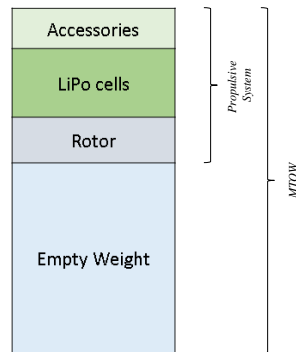 Accessories
LiPo cells
Rotor
Empty Weight
Propulsive
System
MTOW